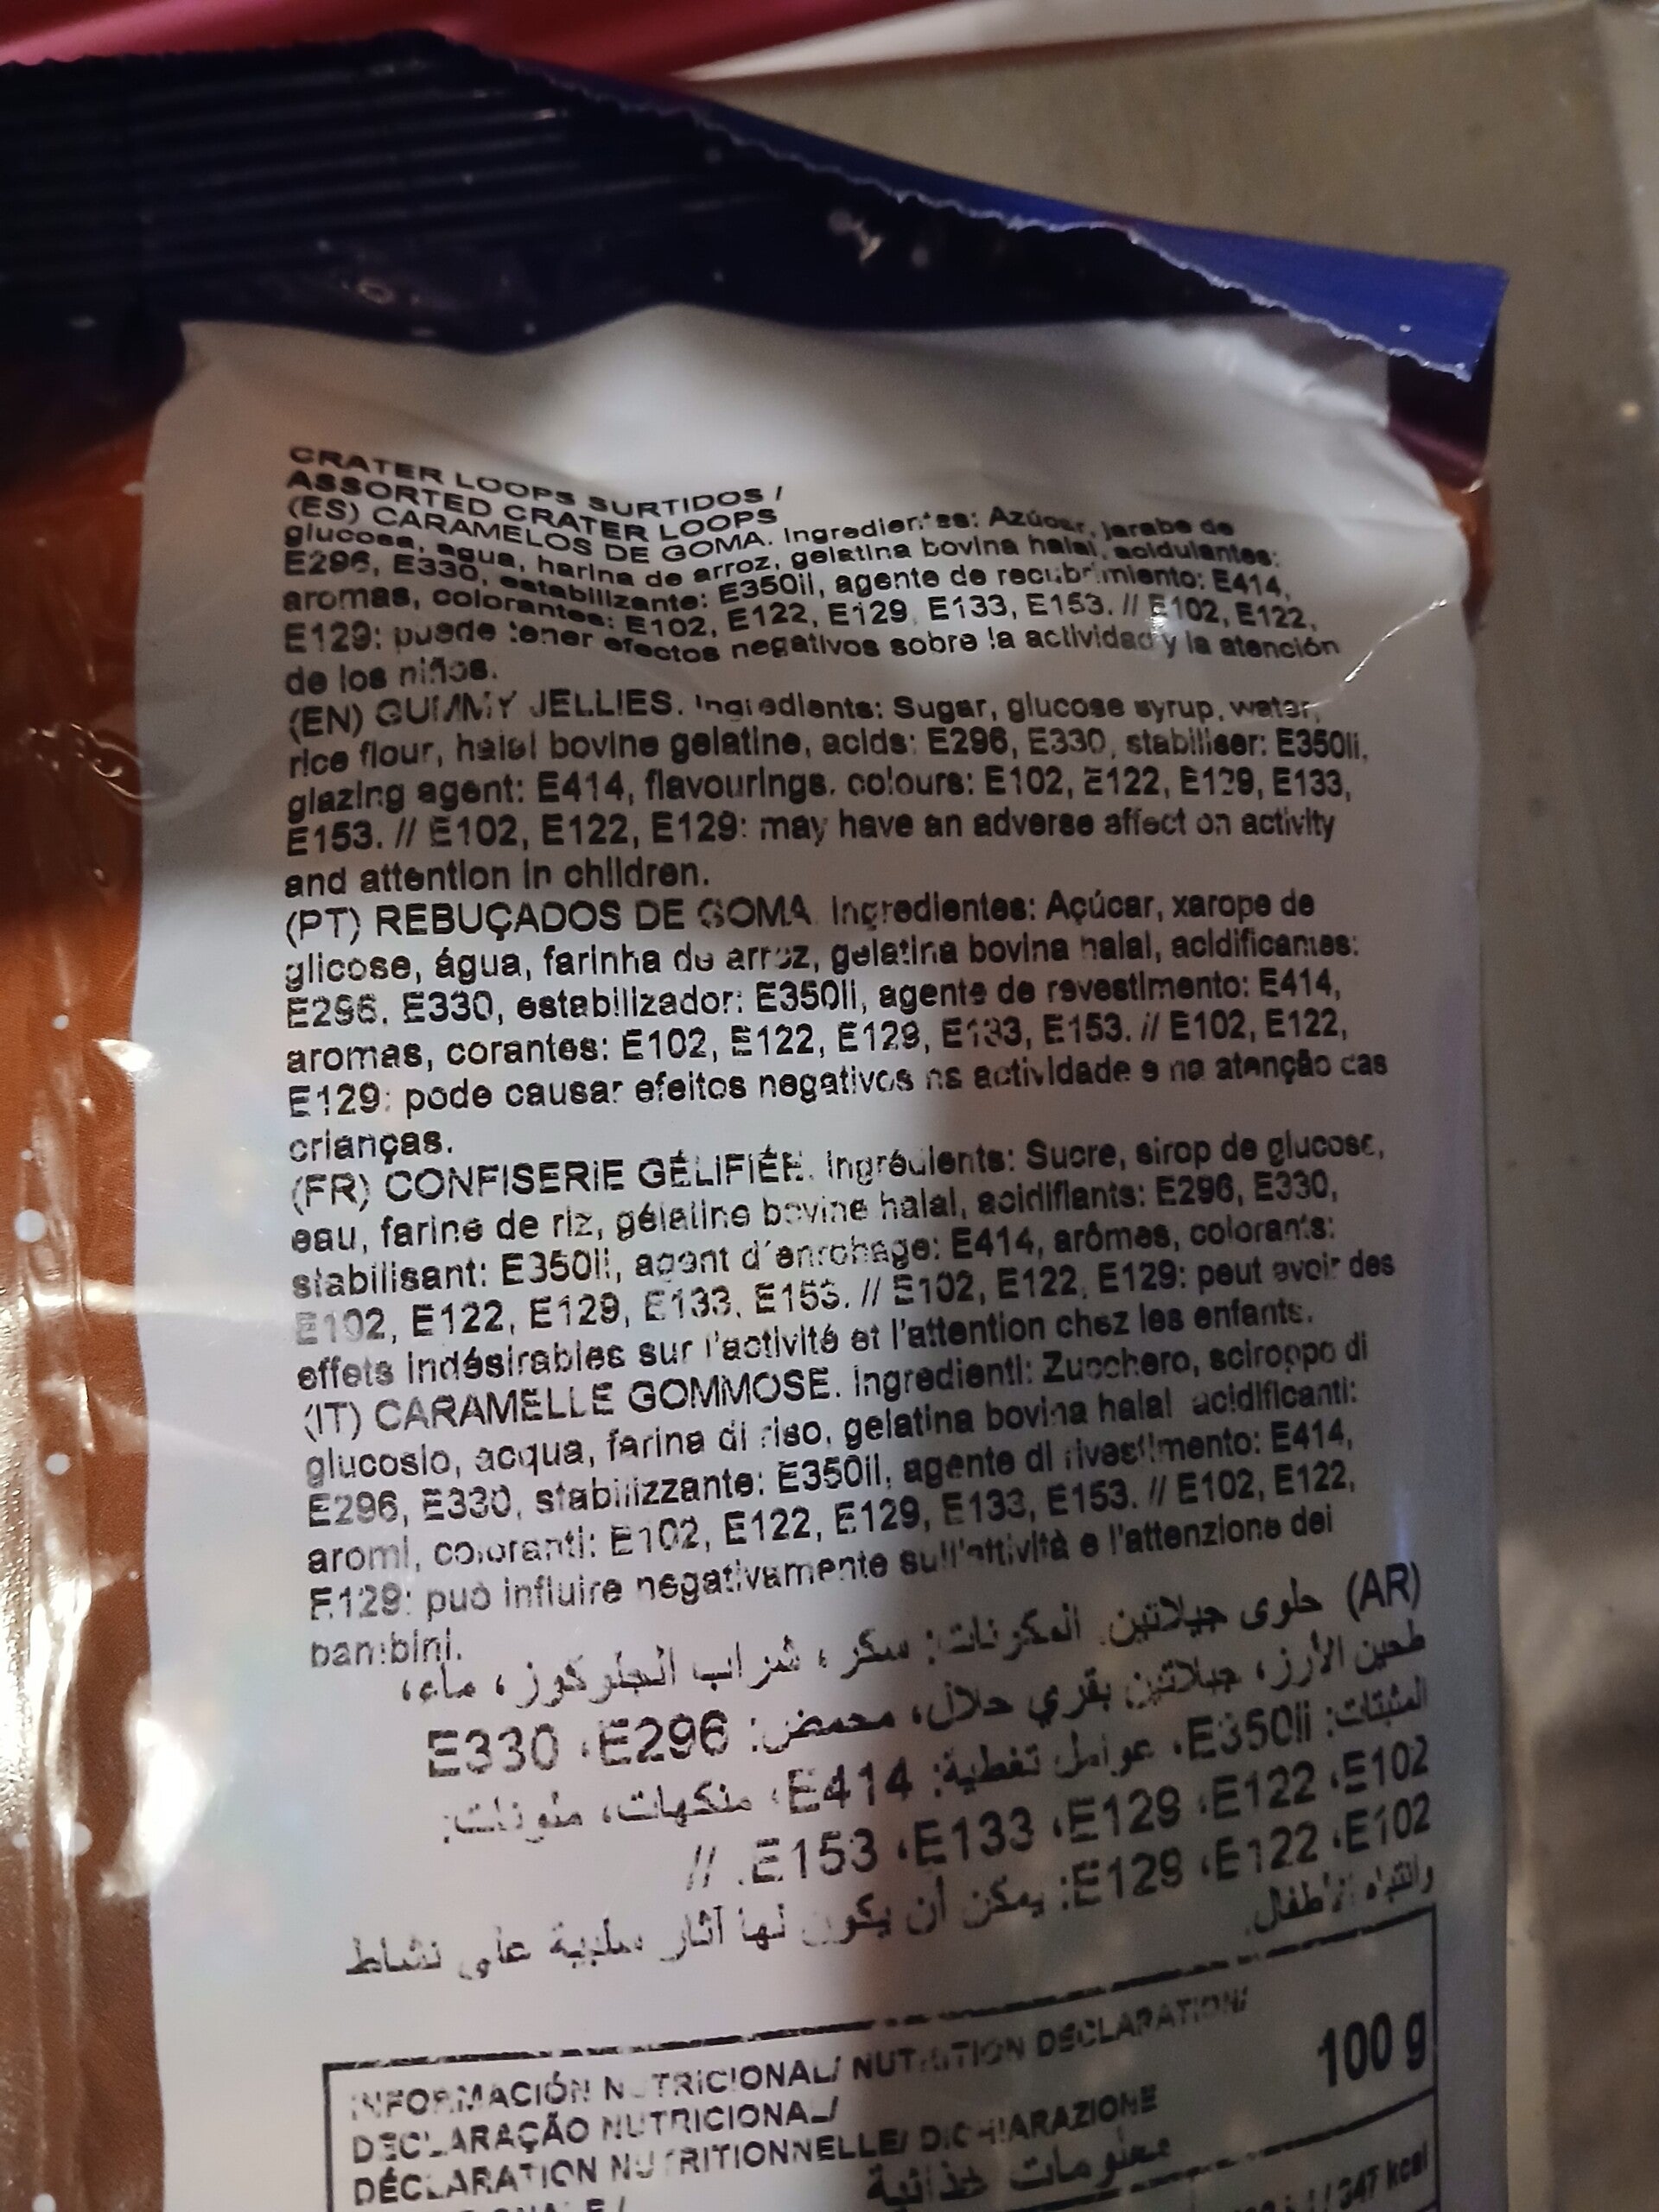 CRATER LOOPS SURTIDOS /
ASSORTED CRATER LOOPS
(ES) CARAMELOS DE GOMA. Ingredientes: Azúcar, jarabe de
glucosa, agua, harina de arroz, gelatina bovina halal, acidulantes:
E296, E330, estabilizante: E350ii, agente de recubrimiento: E414,
aromas, colorantes: E102, E122, E129, E133, E153. // E102, E122,
E129: puede tener efectos negativos sobre la actividad y la atención
de los niños.
(EN) GUMMY JELLIES. Ingredients: Sugar, glucose syrup, water,
rice flour, halal bovine gelatine, acids: E296, E330, stabiliser: E350ii,
glazing agent: E414, flavourings, colours: E102, E122, E129, E133,
E153. // E102, E122, E129: may have an adverse affect on activity
and attention in children.
(PT) REBUÇADOS DE GOMA. Ingredientes: Açúcar, xarope de
glicose, água, farinha de arroz, gelatina bovina halal, acidificantes:
E296, E330, estabilizador: E350ii, agente de revestimento: E414,
aromas, corantes: E102, E122, E129, E133, E153. // E102, E122,
E129: pode causar efeitos negativos na actividade e na atenção das
crianças.
(FR) CONFISERIE GÉLIFIÉE. Ingrédients: Sucre, sirop de glucose,
eau, farine de riz, gélatine bovine halal, acidifiants: E296, E330,
stabilisant: E350ii, agent d´enrobage: E414, arômes, colorants:
E102, E122, E129, E133, E153. // E102, E122, E129: peut avoir des
effets indésirables sur l'activité et l'attention chez les enfants.
(IT) CARAMELLE GOMMOSE. Ingredienti: Zucchero, sciroppo di
glucosio, acqua, farina di riso, gelatina bovina halal acidificanti:
E296, E330, stabilizzante: E350ii, agente di rivestimento: E414,
aromi, coloranti: E102, E122, E129, E133, E153. // E102, E122,
E129: può influire negativamente sull'attività e l'attenzione dei
bambini.
(AR) حلوى جيلاتين. المكونات: سكر، شراب الجلوكوز، ماء،
طحين الأرز، جيلاتين بقري حلال، محمض: E296، E330
المثبتات: E350ii، عوامل تغطية: E414، منكهات، ملونات:
E102، E122، E129، E133، E153. //
E102، E122، E129: يمكن أن يكون لها آثار سلبية على نشاط
وانتباه الأطفال.
INFORMACIÓN NUTRICIONAL/ NUTRITION DECLARATION/
DECLARAÇÃO NUTRICIONAL/
DÉCLARATION NUTRITIONNELLE/ DICHIARAZIONE
معلومات غذائية
100 g
/ 347 kcal